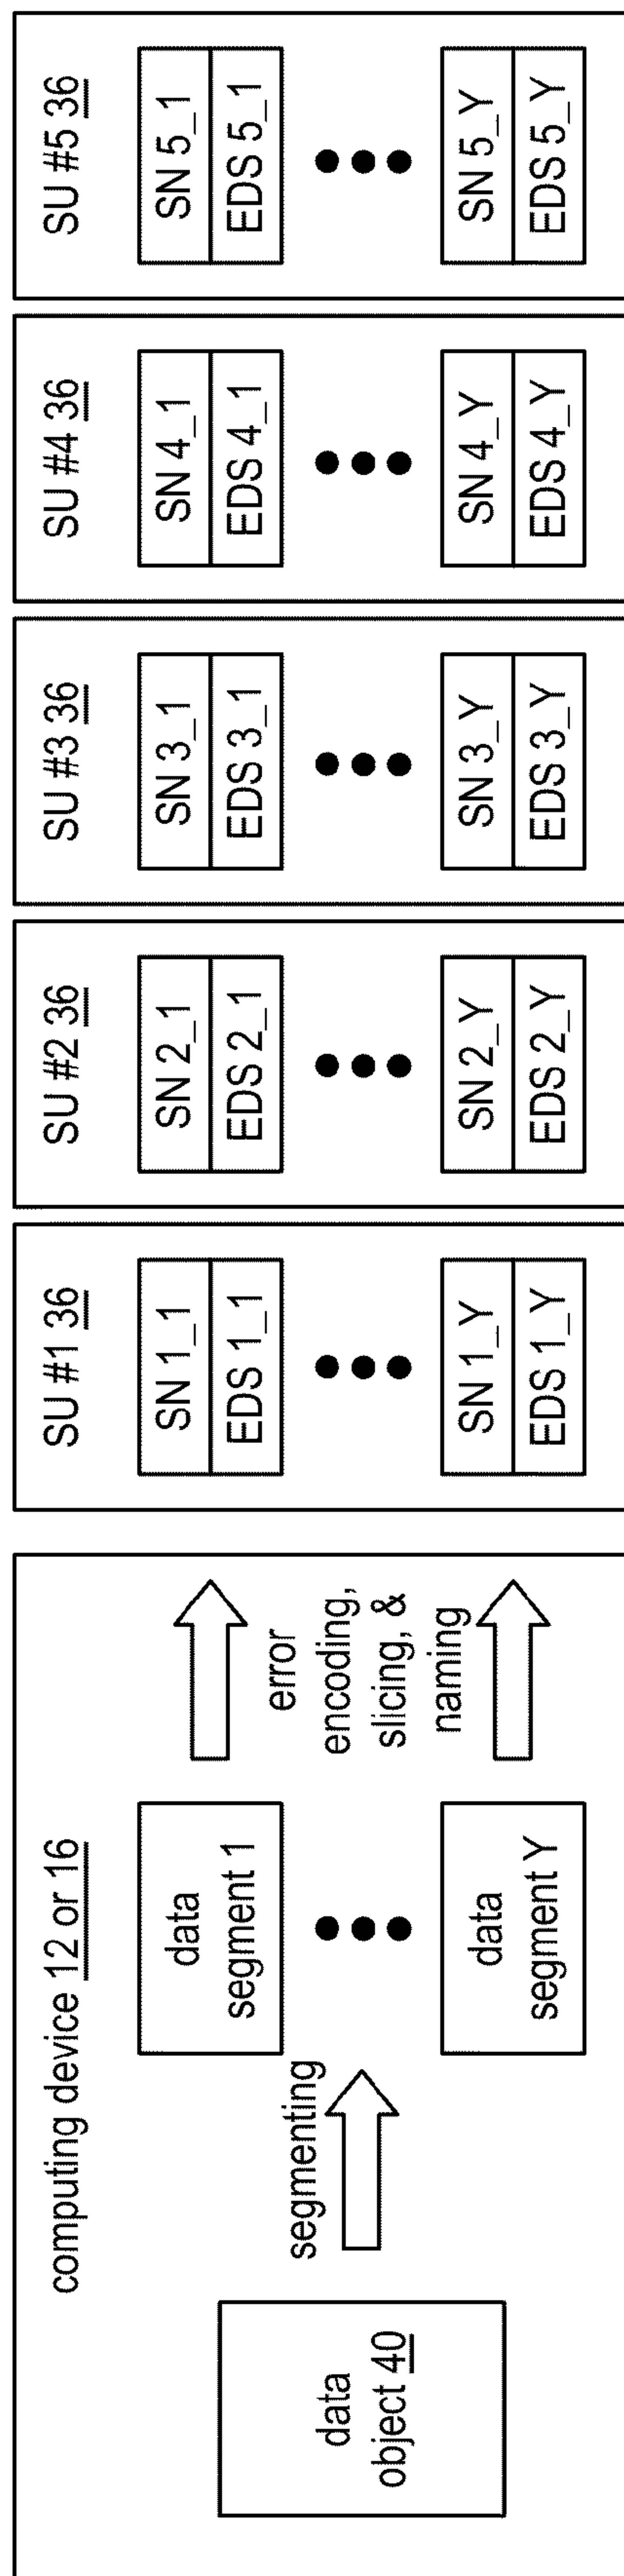 computing device 12 or 16
data
object 40
segmenting
data
segment 1
data
segment Y
error
encoding,
slicing, &
naming
SU #1 36
SN 1_1
EDS 1_1
SN 1_Y
EDS 1_Y
SU #2 36
SN 2_1
EDS 2_1
SN 2_Y
EDS 2_Y
SU #3 36
SN 3_1
EDS 3_1
SN 3_Y
EDS 3_Y
SU #4 36
SN 4_1
EDS 4_1
SN 4_Y
EDS 4_Y
SU #5 36
SN 5_1
EDS 5_1
SN 5_Y
EDS 5_Y